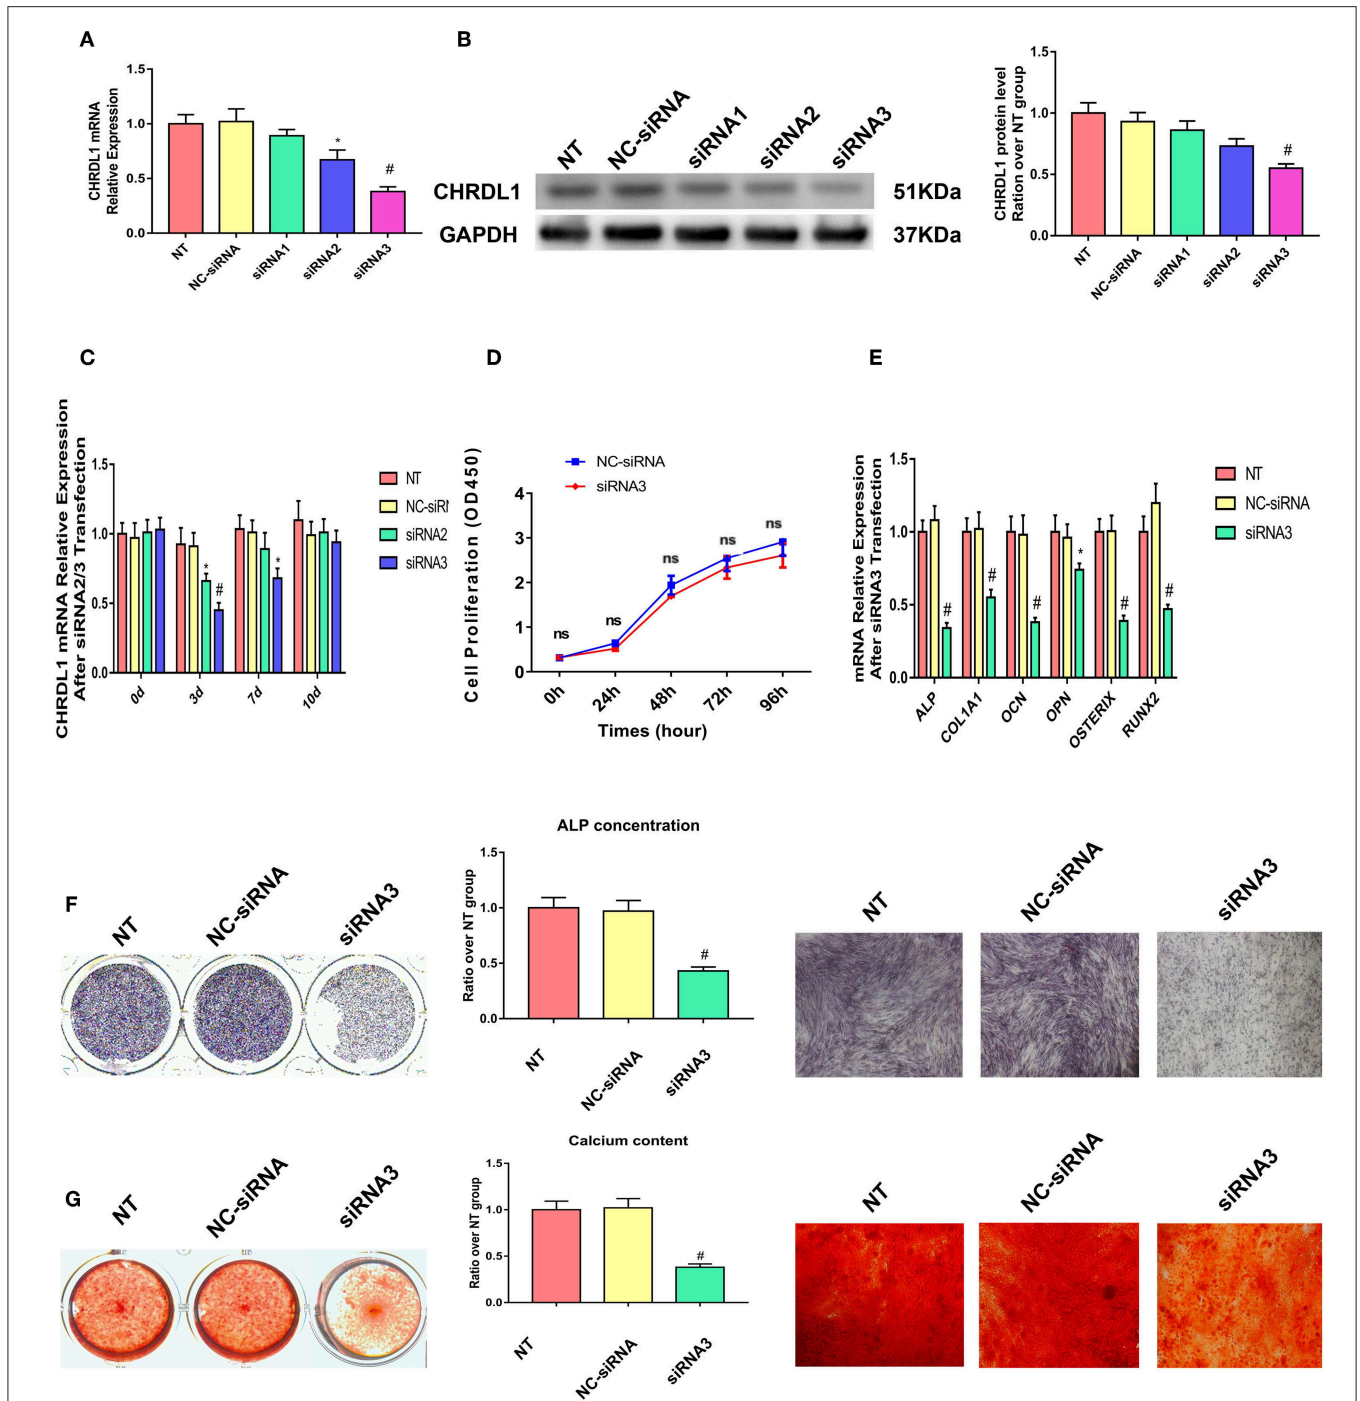 A
CHRDL1 mRNA
Relative Expression
1.5
1.0
0.5
0.0
*
#
NT
NC-siRNA
siRNA1
siRNA2
siRNA3
B
NT
NC-siRNA
siRNA1
siRNA2
siRNA3
CHRDL1
51KDa
GAPDH
37KDa
CHRDL1 protein level
Ration over NT group
1.5
1.0
0.5
0.0
#
NT
NC-siRNA
siRNA1
siRNA2
siRNA3
C
CHRDL1 mRNA Relative Expression
After siRNA2/3 Transfection
1.5
1.0
0.5
0.0
*
#
*
0d
3d
7d
10d
NT
NC-siRN
siRNA2
siRNA3
D
Cell Proliferation (OD450)
NC-siRNA
siRNA3
4
3
2
1
0
ns
ns
ns
ns
ns
0h
24h
48h
72h
96h
Times (hour)
E
mRNA Relative Expression
After siRNA3 Transfection
1.5
1.0
0.5
0.0
#
#
#
*
#
#
ALP
COL1A1
OCN
OPN
OSTERIX
RUNX2
NT
NC-siRNA
siRNA3
F
NT
NC-siRNA
siRNA3
ALP concentration
Ratio over NT group
1.5
1.0
0.5
0.0
#
NT
NC-siRNA
siRNA3
NT
NC-siRNA
siRNA3
G
NT
NC-siRNA
siRNA3
Calcium content
Ratio over NT group
1.5
1.0
0.5
0.0
#
NT
NC-siRNA
siRNA3
NT
NC-siRNA
siRNA3